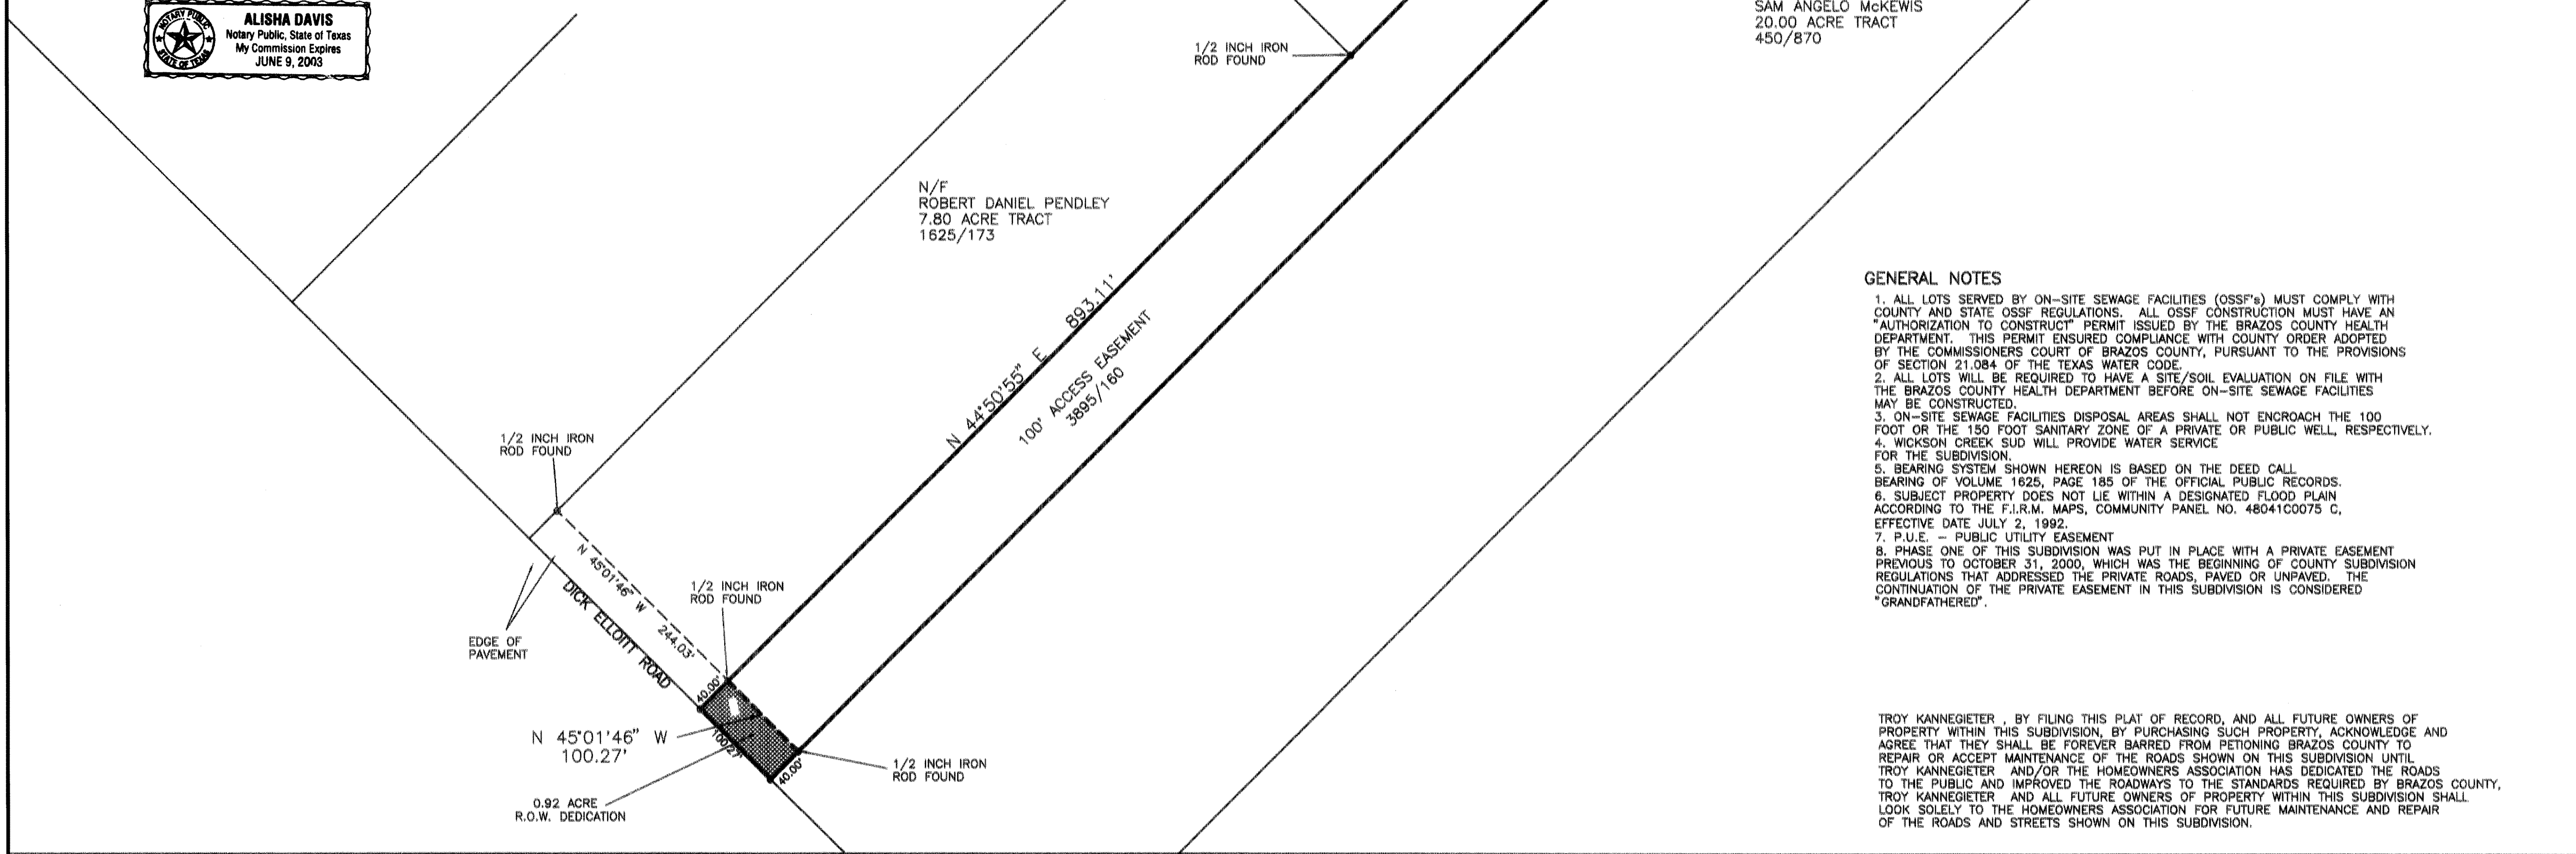 NOTARY PUBLIC
STATE OF TEXAS
ALISHA DAVIS
Notary Public, State of Texas
My Commission Expires
JUNE 9, 2003
1/2 INCH IRON
ROD FOUND
SAM ANGELO McKEWIS
20.00 ACRE TRACT
450/870
N/F
ROBERT DANIEL PENDLEY
7.80 ACRE TRACT
1625/173
N 44°50'55" E 893.11'
100' ACCESS EASEMENT
3895/160
1/2 INCH IRON
ROD FOUND
N 45°01'46" W 244.03'
DICK ELLOITT ROAD
EDGE OF
PAVEMENT
1/2 INCH IRON
ROD FOUND
40.00'
N 45°01'46" W
100.27'
100.27'
40.00'
1/2 INCH IRON
ROD FOUND
0.92 ACRE
R.O.W. DEDICATION
GENERAL NOTES
1. ALL LOTS SERVED BY ON-SITE SEWAGE FACILITIES (OSSF's) MUST COMPLY WITH
COUNTY AND STATE OSSF REGULATIONS. ALL OSSF CONSTRUCTION MUST HAVE AN
"AUTHORIZATION TO CONSTRUCT" PERMIT ISSUED BY THE BRAZOS COUNTY HEALTH
DEPARTMENT. THIS PERMIT ENSURED COMPLIANCE WITH COUNTY ORDER ADOPTED
BY THE COMMISSIONERS COURT OF BRAZOS COUNTY, PURSUANT TO THE PROVISIONS
OF SECTION 21.084 OF THE TEXAS WATER CODE.
2. ALL LOTS WILL BE REQUIRED TO HAVE A SITE/SOIL EVALUATION ON FILE WITH
THE BRAZOS COUNTY HEALTH DEPARTMENT BEFORE ON-SITE SEWAGE FACILITIES
MAY BE CONSTRUCTED.
3. ON-SITE SEWAGE FACILITIES DISPOSAL AREAS SHALL NOT ENCROACH THE 100
FOOT OR THE 150 FOOT SANITARY ZONE OF A PRIVATE OR PUBLIC WELL, RESPECTIVELY.
4. WICKSON CREEK SUD WILL PROVIDE WATER SERVICE
FOR THE SUBDIVISION.
5. BEARING SYSTEM SHOWN HEREON IS BASED ON THE DEED CALL
BEARING OF VOLUME 1625, PAGE 185 OF THE OFFICIAL PUBLIC RECORDS.
6. SUBJECT PROPERTY DOES NOT LIE WITHIN A DESIGNATED FLOOD PLAIN
ACCORDING TO THE F.I.R.M. MAPS, COMMUNITY PANEL NO. 48041C0075 C,
EFFECTIVE DATE JULY 2, 1992.
7. P.U.E. - PUBLIC UTILITY EASEMENT
8. PHASE ONE OF THIS SUBDIVISION WAS PUT IN PLACE WITH A PRIVATE EASEMENT
PREVIOUS TO OCTOBER 31, 2000, WHICH WAS THE BEGINNING OF COUNTY SUBDIVISION
REGULATIONS THAT ADDRESSED THE PRIVATE ROADS, PAVED OR UNPAVED. THE
CONTINUATION OF THE PRIVATE EASEMENT IN THIS SUBDIVISION IS CONSIDERED
"GRANDFATHERED".
TROY KANNEGIETER , BY FILING THIS PLAT OF RECORD, AND ALL FUTURE OWNERS OF
PROPERTY WITHIN THIS SUBDIVISION, BY PURCHASING SUCH PROPERTY, ACKNOWLEDGE AND
AGREE THAT THEY SHALL BE FOREVER BARRED FROM PETIONING BRAZOS COUNTY TO
REPAIR OR ACCEPT MAINTENANCE OF THE ROADS SHOWN ON THIS SUBDIVISION UNTIL
TROY KANNEGIETER AND/OR THE HOMEOWNERS ASSOCIATION HAS DEDICATED THE ROADS
TO THE PUBLIC AND IMPROVED THE ROADWAYS TO THE STANDARDS REQUIRED BY BRAZOS COUNTY,
TROY KANNEGIETER AND ALL FUTURE OWNERS OF PROPERTY WITHIN THIS SUBDIVISION SHALL
LOOK SOLELY TO THE HOMEOWNERS ASSOCIATION FOR FUTURE MAINTENANCE AND REPAIR
OF THE ROADS AND STREETS SHOWN ON THIS SUBDIVISION.